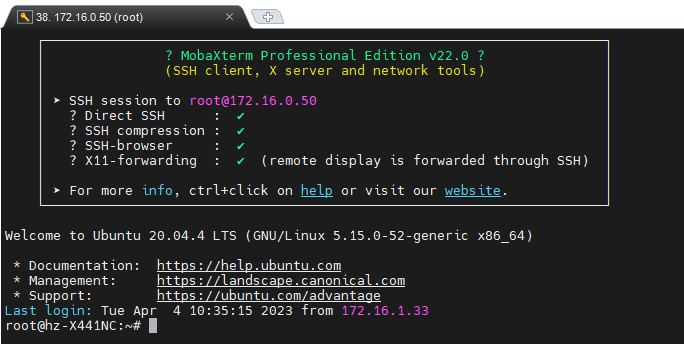 38. 172.16.0.50 (root)
? MobaXterm Professional Edition v22.0 ?
(SSH client, X server and network tools)
➤ SSH session to root@172.16.0.50
? Direct SSH      :  ✔
? SSH compression :  ✔
? SSH-browser     :  ✔
? X11-forwarding  :  ✔  (remote display is forwarded through SSH)
➤ For more info, ctrl+click on help or visit our website.
Welcome to Ubuntu 20.04.4 LTS (GNU/Linux 5.15.0-52-generic x86_64)
* Documentation:  https://help.ubuntu.com
* Management:     https://landscape.canonical.com
* Support:        https://ubuntu.com/advantage
Last login: Tue Apr  4 10:35:15 2023 from 172.16.1.33
root@hz-X441NC:~#